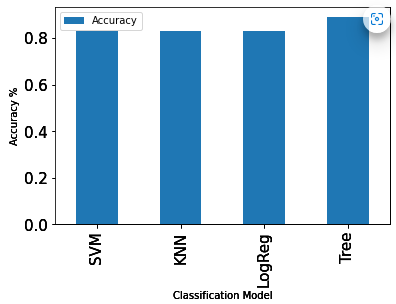 Accuracy
0.8
0.6
0.4
0.2
0.0
Accuracy %
SVM
KNN
LogReg
Tree
Classification Model